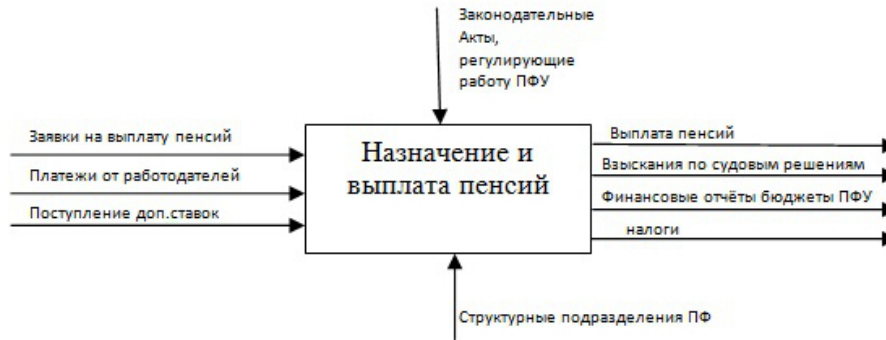 Законодательные
Акты,
регулирующие
работу ПФУ
Заявки на выплату пенсий
Платежи от работодателей
Поступление доп.ставок
Назначение и
выплата пенсий
Выплата пенсий
Взыскания по судовым решениям
Финансовые отчёты бюджеты ПФУ
налоги
Структурные подразделения ПФ